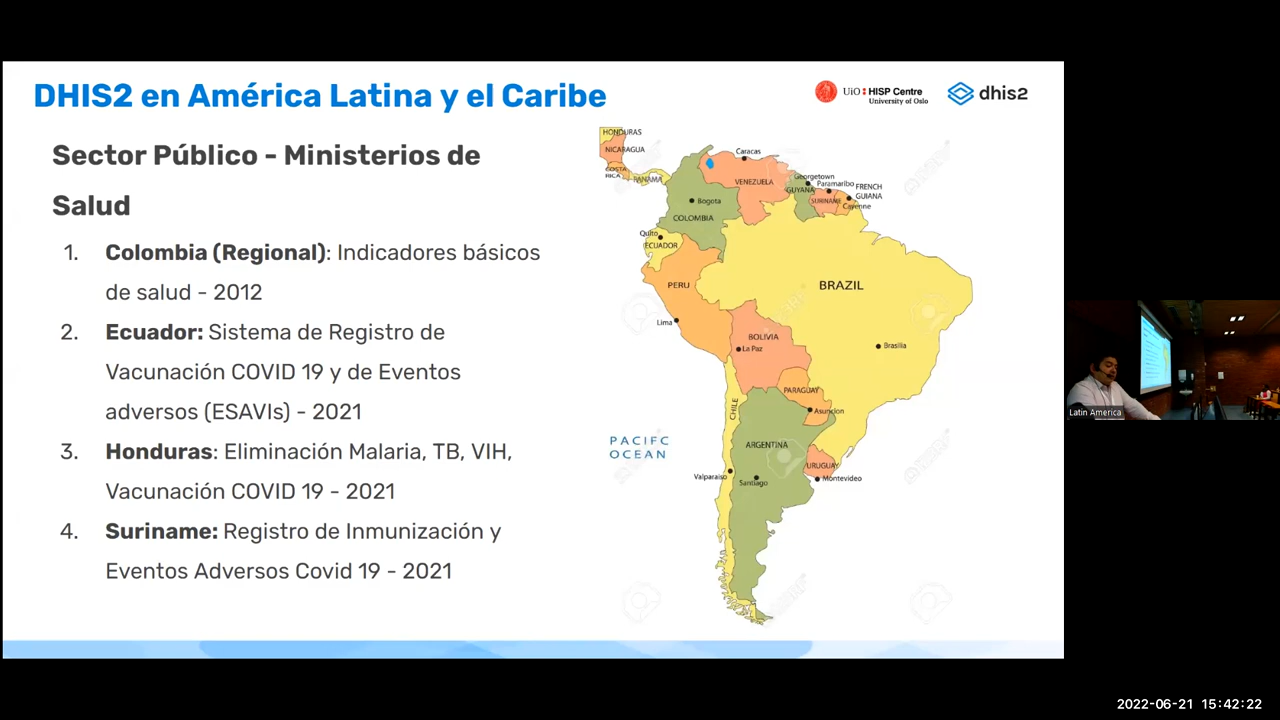 DHIS2 en América Latina y el Caribe
UiO HISP Centre
University of Oslo
dhis2
Sector Público - Ministerios de
Salud
1. Colombia (Regional): Indicadores básicos
de salud - 2012
2. Ecuador: Sistema de Registro de
Vacunación COVID 19 y de Eventos
adversos (ESAVIs) - 2021
3. Honduras: Eliminación Malaria, TB, VIH,
Vacunación COVID 19 - 2021
4. Suriname: Registro de Inmunización y
Eventos Adversos Covid 19 - 2021
HONDURAS
NICARAGUA
COSTA
RICA
PANAMA
Caracas
VENEZUELA
Georgetown
GUYANA
Paramaribo
SURINAME
FRENCH
GUIANA
Cayenne
Bogota
COLOMBIA
Quito
ECUADOR
PERU
Lima
BRAZIL
Brasilia
BOLIVIA
La Paz
PARAGUAY
Asuncion
CHILE
ARGENTINA
URUGUAY
Montevideo
Valparaiso
Santiago
PACIFC
OCEAN
Latin America
2022-06-21 15:42:22